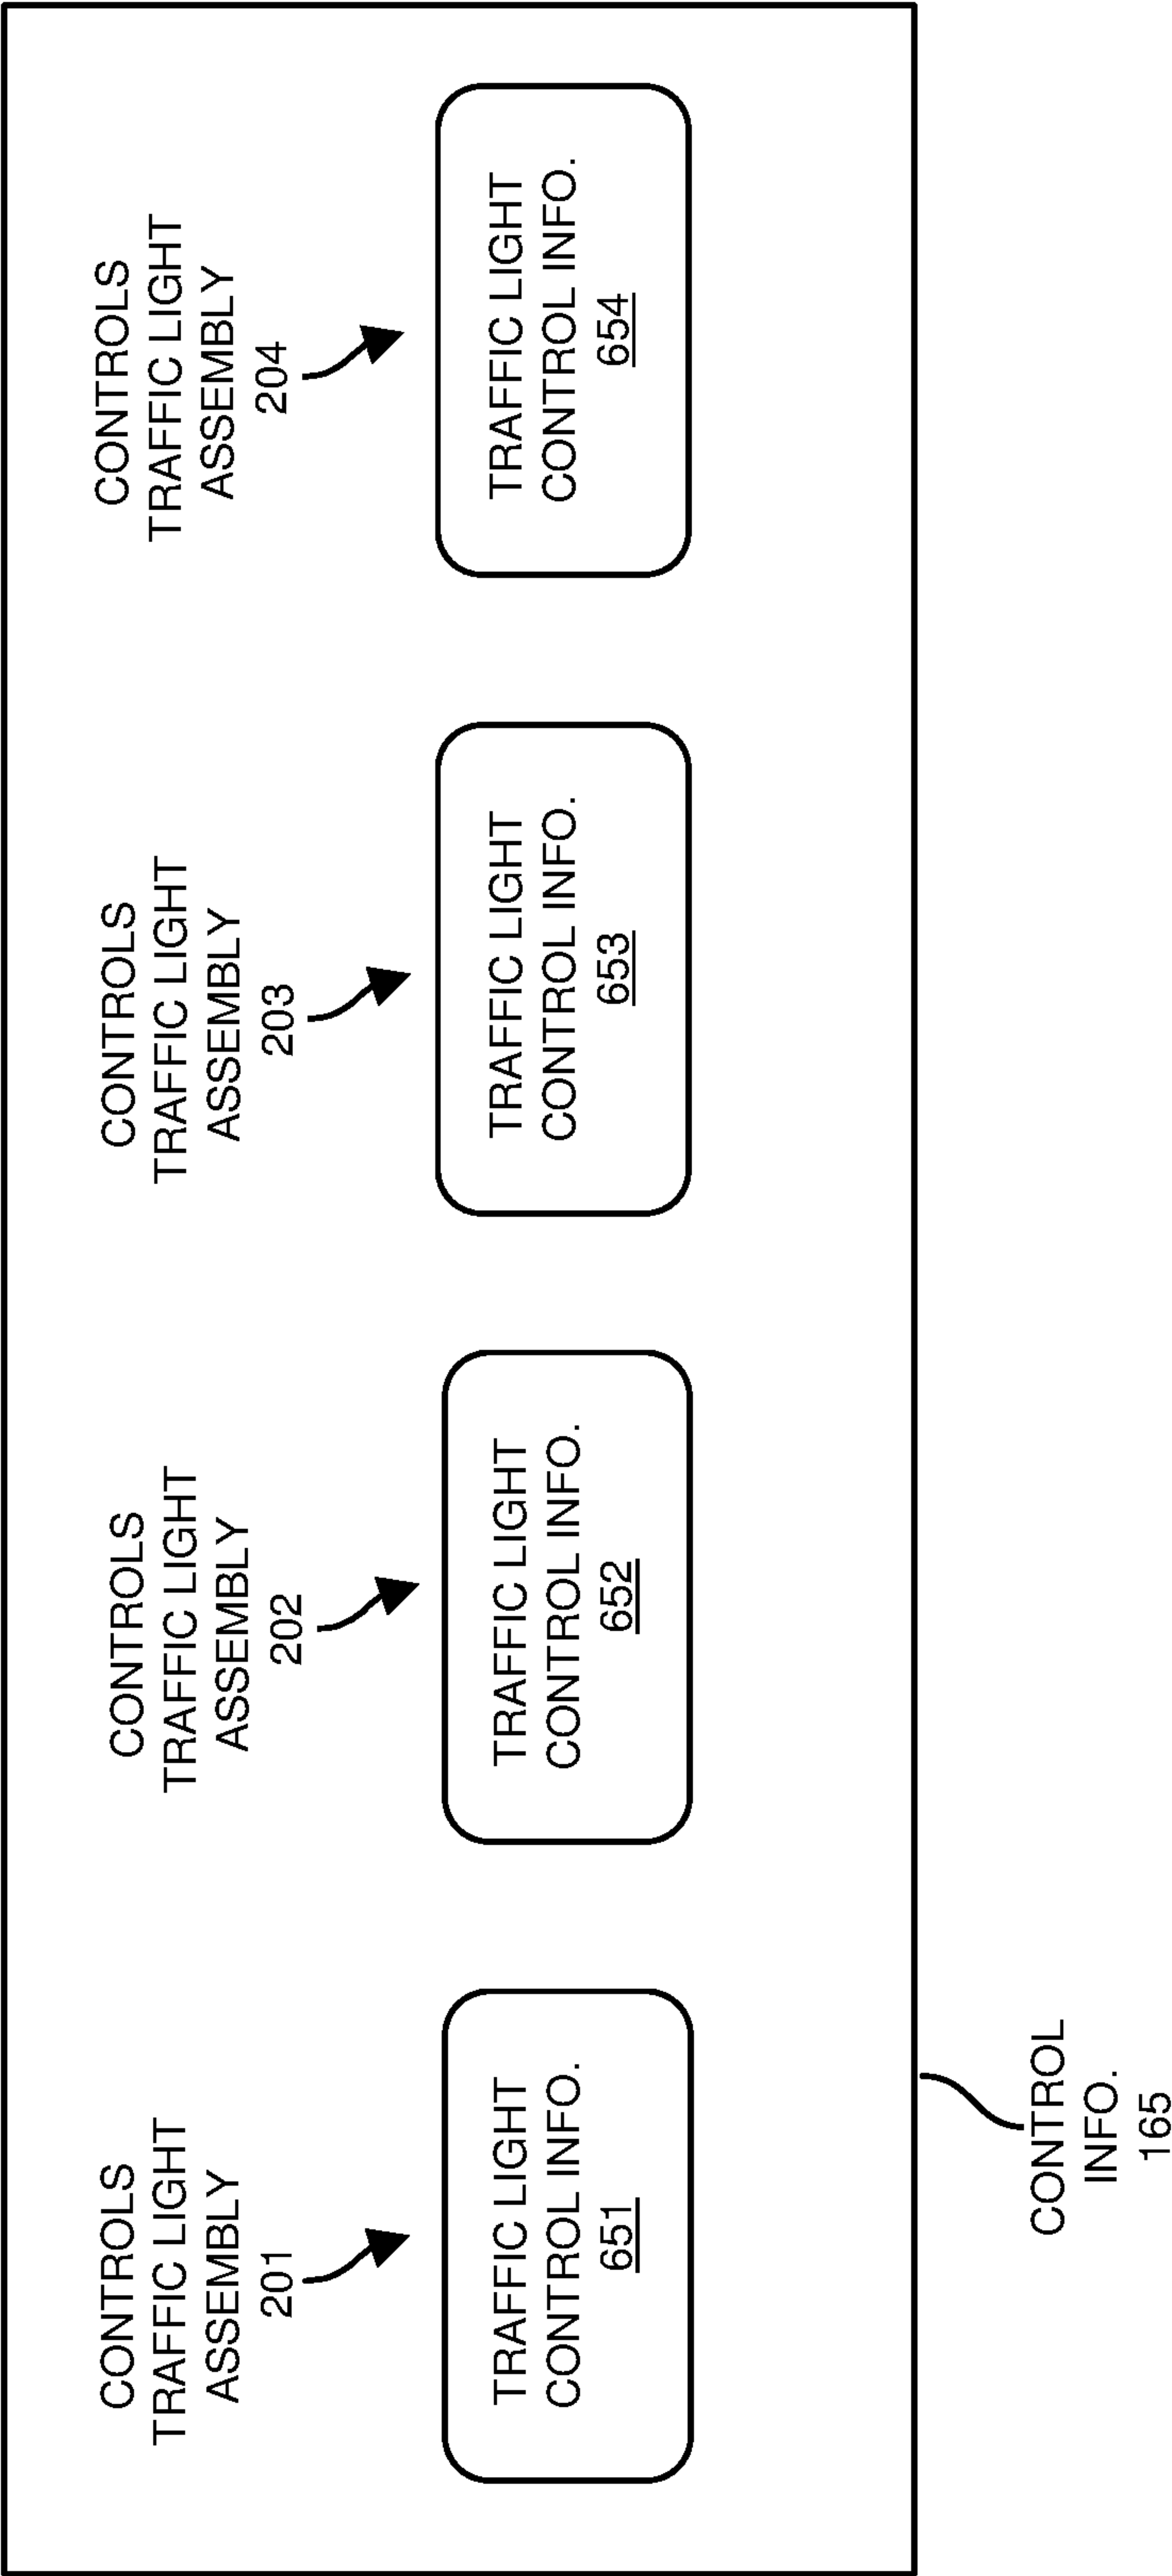 CONTROLS
TRAFFIC LIGHT
ASSEMBLY
201
TRAFFIC LIGHT
CONTROL INFO.
651
CONTROLS
TRAFFIC LIGHT
ASSEMBLY
202
TRAFFIC LIGHT
CONTROL INFO.
652
CONTROLS
TRAFFIC LIGHT
ASSEMBLY
203
TRAFFIC LIGHT
CONTROL INFO.
653
CONTROLS
TRAFFIC LIGHT
ASSEMBLY
204
TRAFFIC LIGHT
CONTROL INFO.
654
CONTROL
INFO.
165